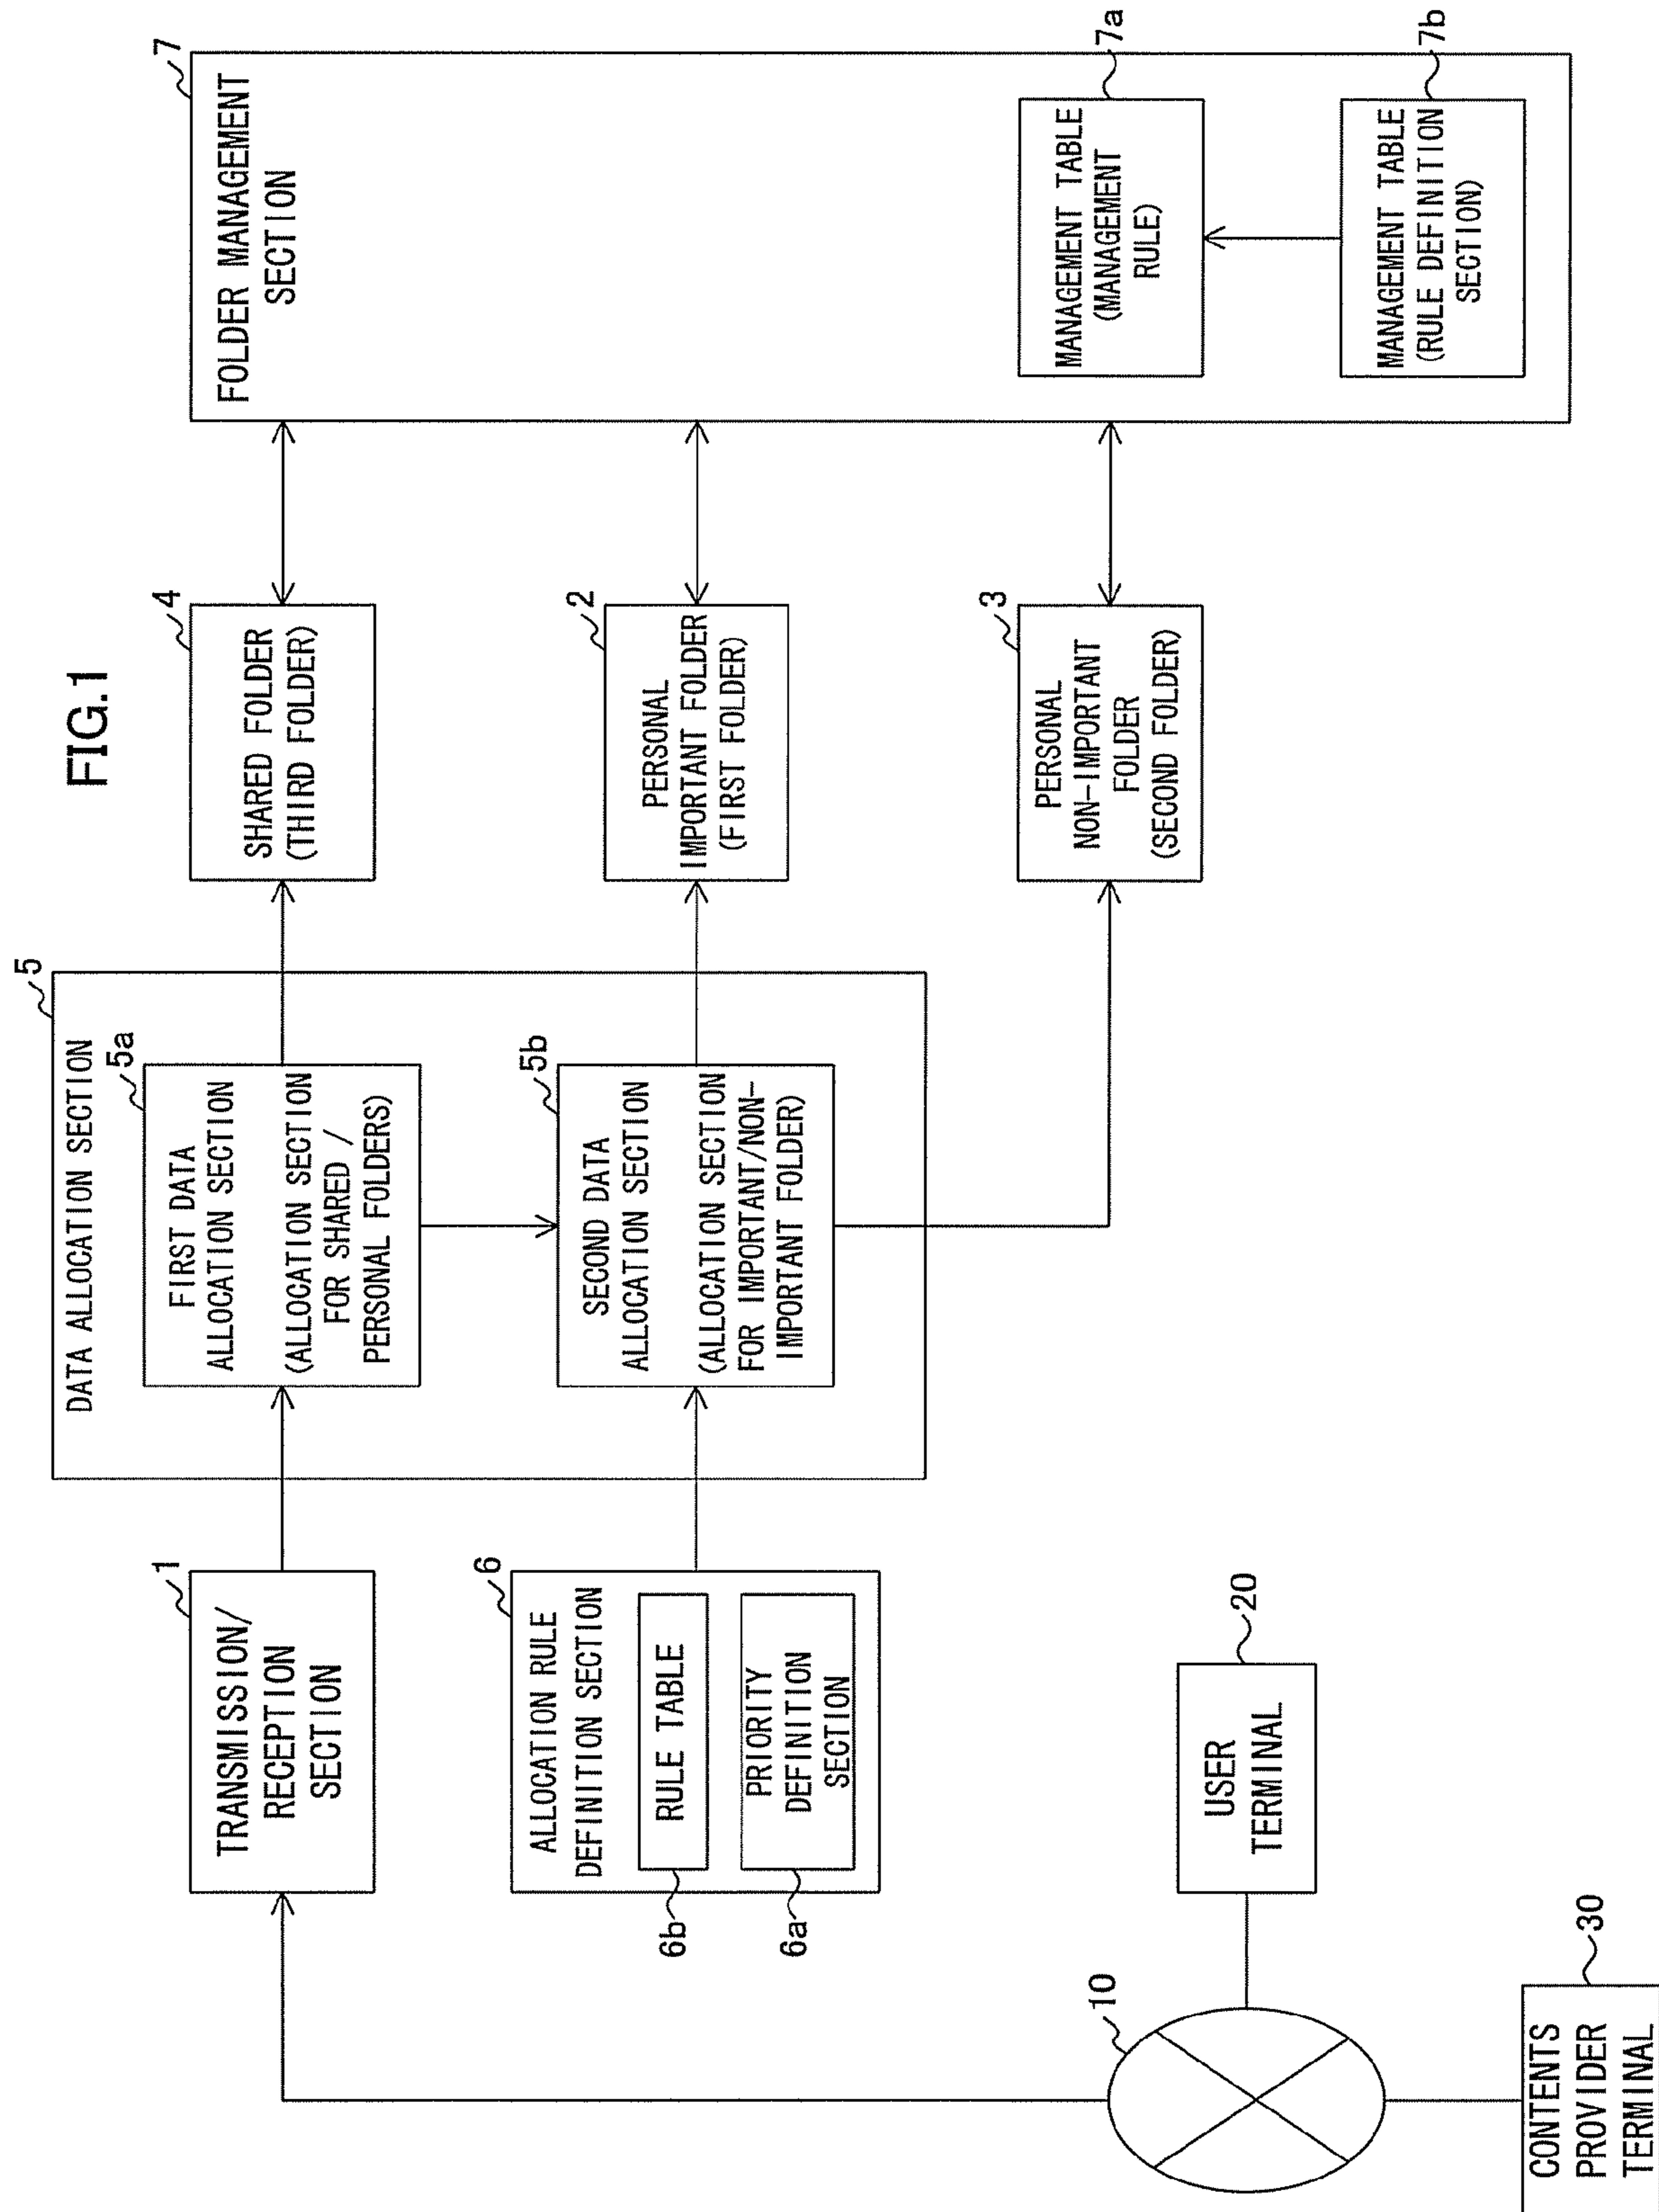 FIG.1
1
TRANSMISSION/
RECEPTION
SECTION
5
DATA ALLOCATION SECTION
5a
FIRST DATA
ALLOCATION SECTION
(ALLOCATION SECTION
FOR SHARED /
PERSONAL FOLDERS)
4
SHARED FOLDER
(THIRD FOLDER)
7
FOLDER MANAGEMENT
SECTION
6
ALLOCATION RULE
DEFINITION SECTION
RULE TABLE
6b
PRIORITY
DEFINITION
SECTION
6a
5b
SECOND DATA
ALLOCATION SECTION
(ALLOCATION SECTION
FOR IMPORTANT/NON-
IMPORTANT FOLDER)
2
PERSONAL
IMPORTANT FOLDER
(FIRST FOLDER)
3
PERSONAL
NON-IMPORTANT
FOLDER
(SECOND FOLDER)
MANAGEMENT TABLE
(MANAGEMENT
RULE)
7a
MANAGEMENT TABLE
(RULE DEFINITION
SECTION)
7b
10
USER
TERMINAL
20
CONTENTS
PROVIDER
TERMINAL
30